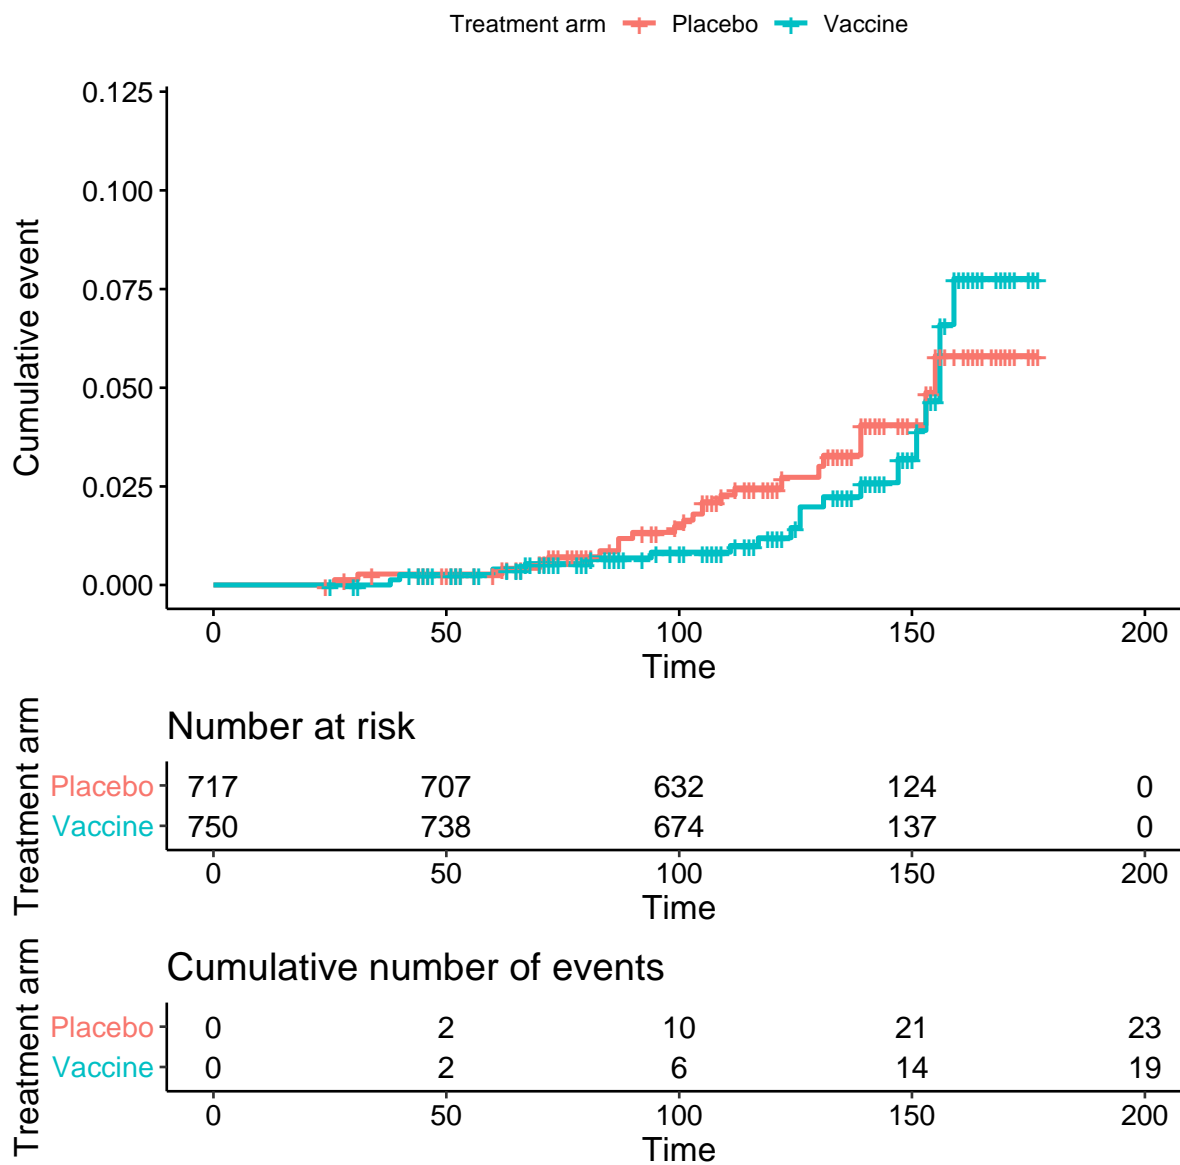 Treatment arm Placebo Vaccine
Cumulative event
0.125
0.100
0.075
0.050
0.025
0.000
0 50 100 150 200
Time
Number at risk
Treatment arm
Placebo 717 707 632 124 0
Vaccine 750 738 674 137 0
0 50 100 150 200
Time
Cumulative number of events
Treatment arm
Placebo 0 2 10 21 23
Vaccine 0 2 6 14 19
0 50 100 150 200
Time